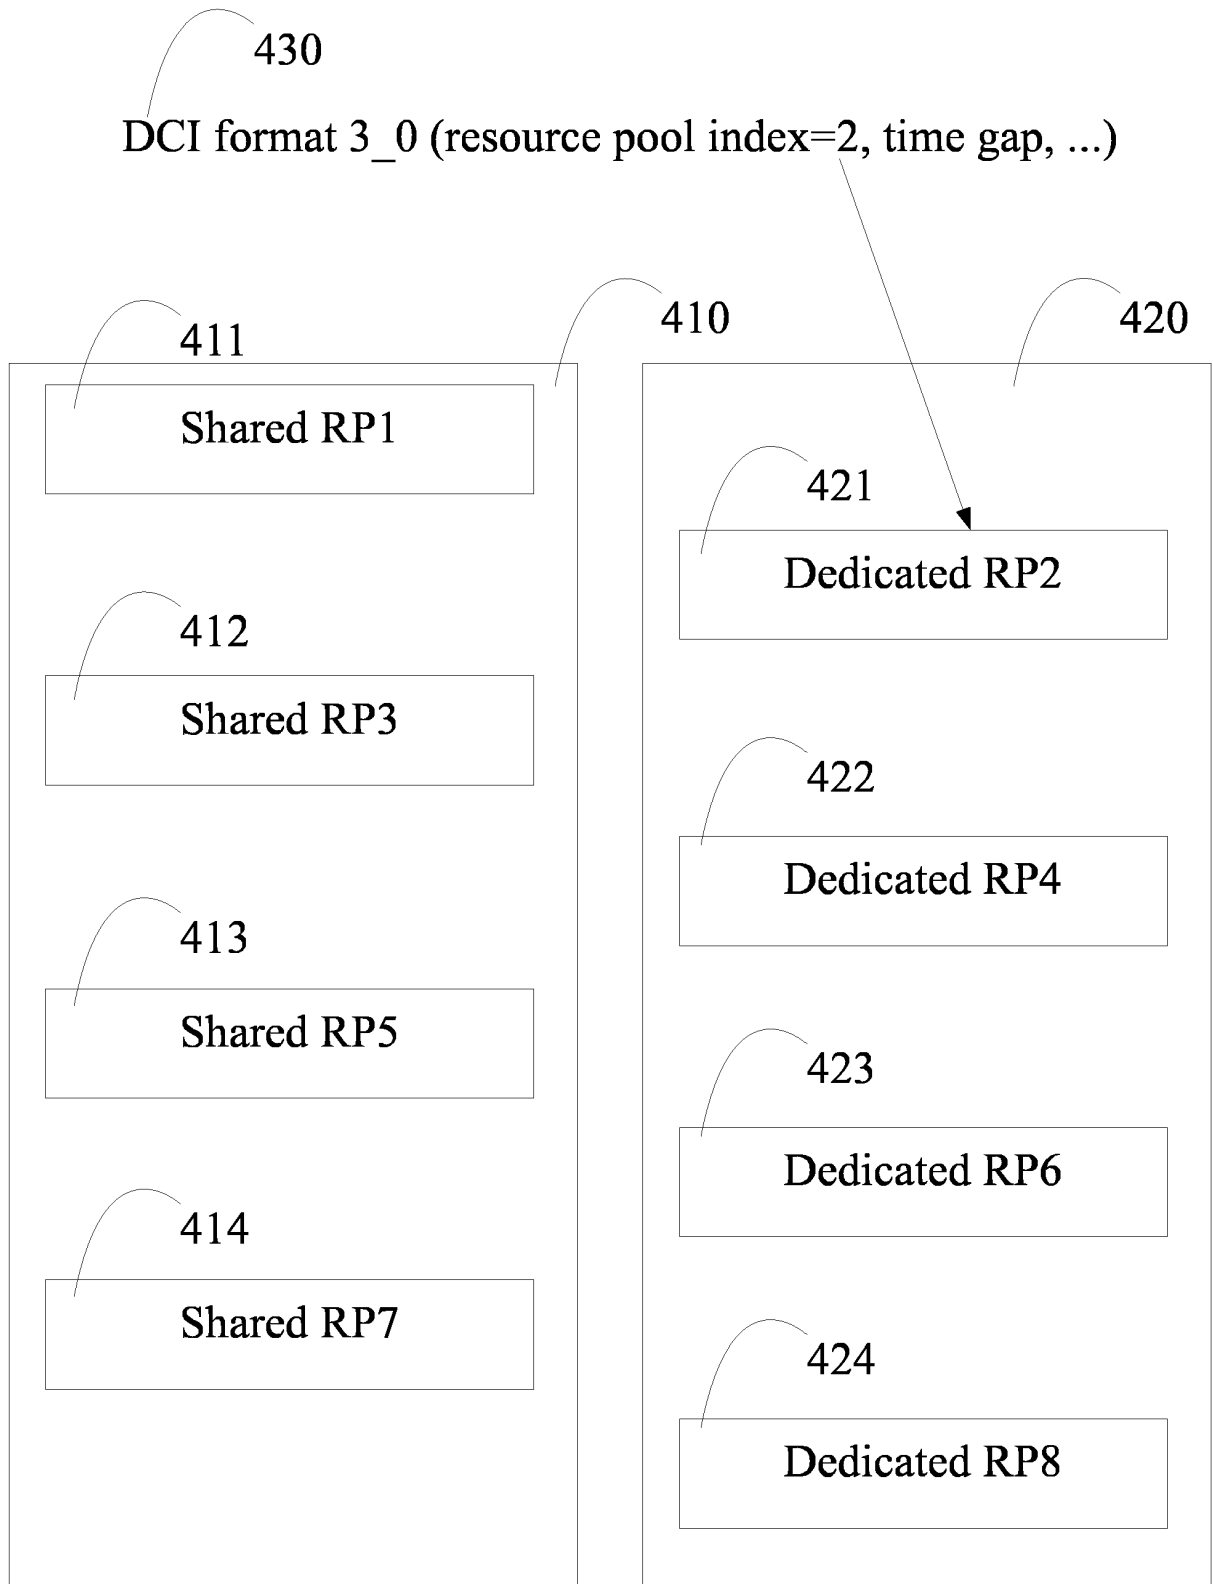 430
DCI format 3_0 (resource pool index=2, time gap, ...)
410
420
411
Shared RP1
421
Dedicated RP2
412
Shared RP3
422
Dedicated RP4
413
Shared RP5
423
Dedicated RP6
414
Shared RP7
424
Dedicated RP8